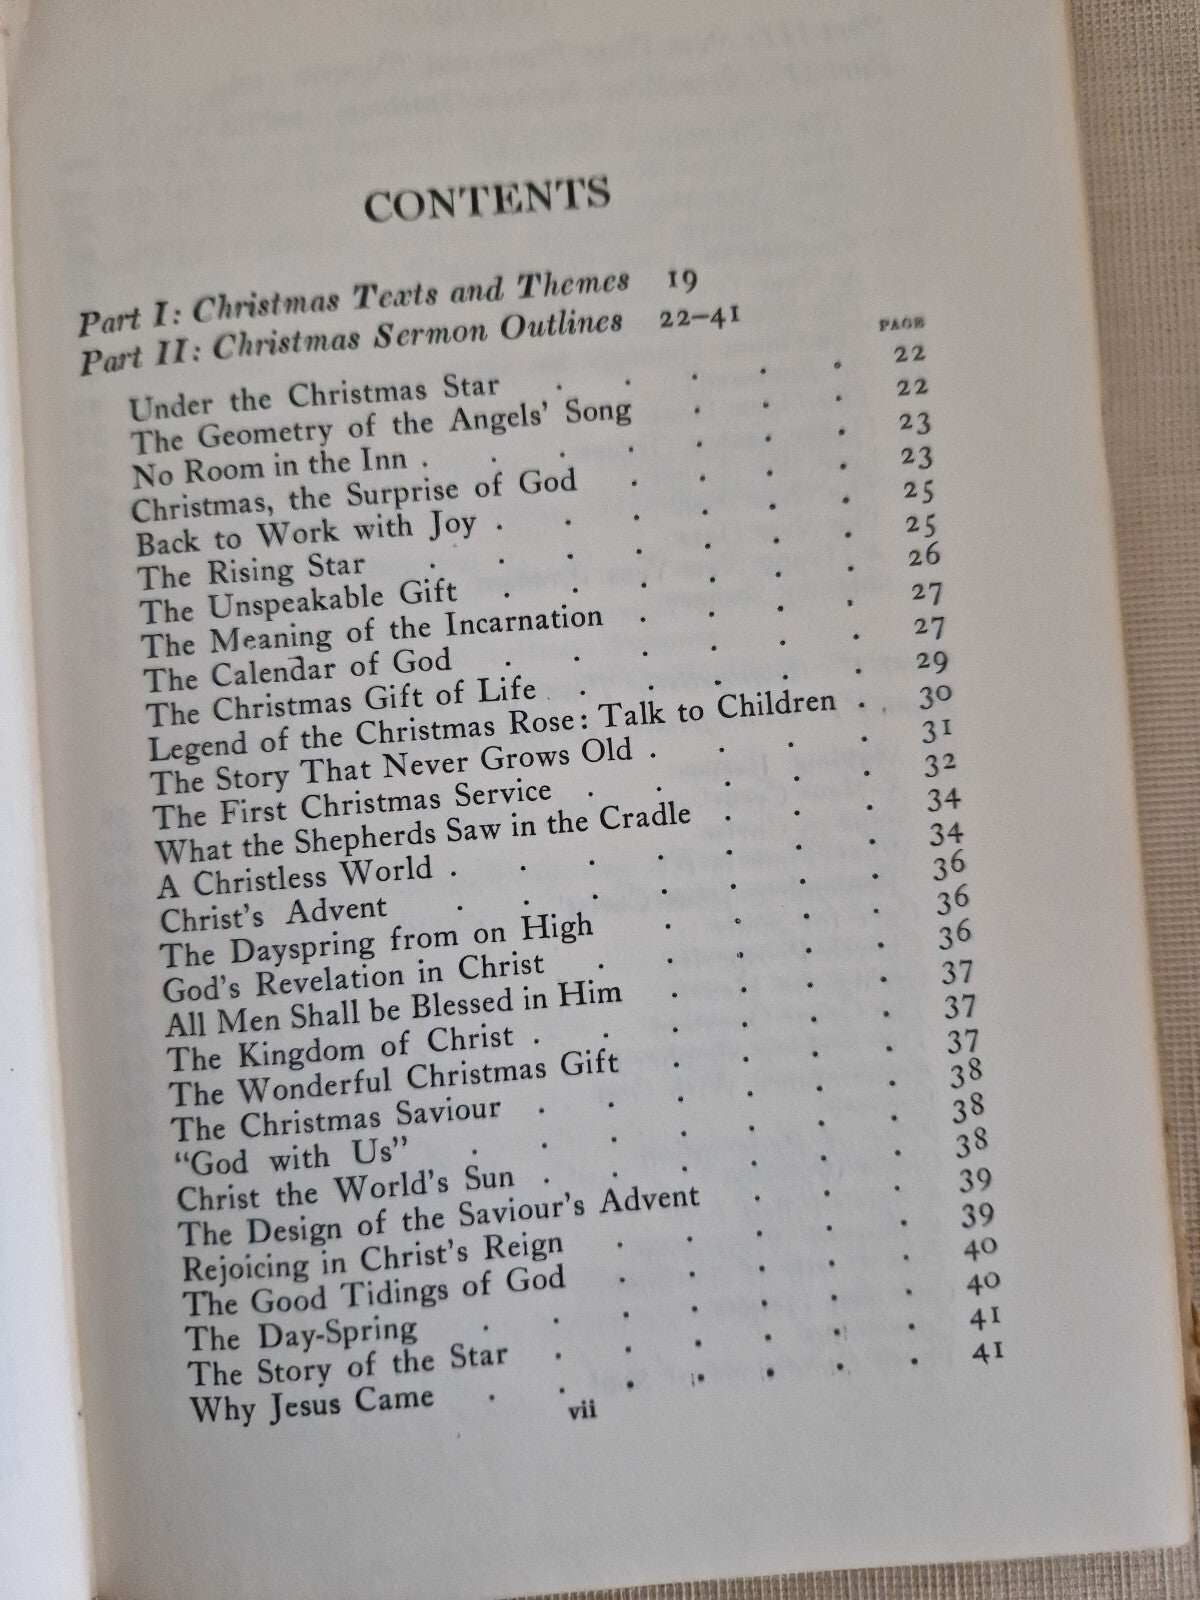 CONTENTS
Part I: Christmas Texts and Themes 19
Part II: Christmas Sermon Outlines 22–41
PAGE
Under the Christmas Star . . . . . 22
The Geometry of the Angels' Song . . . 22
No Room in the Inn . . . . . . . 23
Christmas, the Surprise of God . . . . 23
Back to Work with Joy . . . . . . 25
The Rising Star . . . . . . . 25
The Unspeakable Gift . . . . . . 26
The Meaning of the Incarnation . . . . 27
The Calendar of God . . . . . . 27
The Christmas Gift of Life . . . . . 29
Legend of the Christmas Rose: Talk to Children . 30
The Story That Never Grows Old . . . . 31
The First Christmas Service . . . . . 32
What the Shepherds Saw in the Cradle . . . 34
A Christless World . . . . . . . 34
Christ's Advent . . . . . . . 36
The Dayspring from on High . . . . 36
God's Revelation in Christ . . . . . 36
All Men Shall be Blessed in Him . . . . 37
The Kingdom of Christ . . . . . . 37
The Wonderful Christmas Gift . . . . 37
The Christmas Saviour . . . . . . 38
“God with Us” . . . . . . . 38
Christ the World's Sun . . . . . . 38
The Design of the Saviour's Advent . . . 39
Rejoicing in Christ's Reign . . . . . 39
The Good Tidings of God . . . . . 40
The Day-Spring . . . . . . . 40
The Story of the Star . . . . . . 41
Why Jesus Came . . . . . . . 41
vii